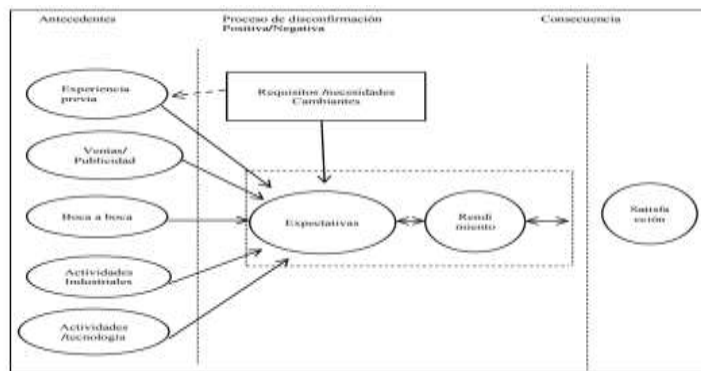 Antecedentes
Proceso de disconfirmación
Positiva/Negativa
Consecuencia
Experiencia
previa
Requisitos /necesidades
Cambiantes
Ventas/
Publicidad
Boca a boca
Expectativas
Rendi
miento
Satisfa
cción
Actividades
Industriales
Actividades
/tecnología